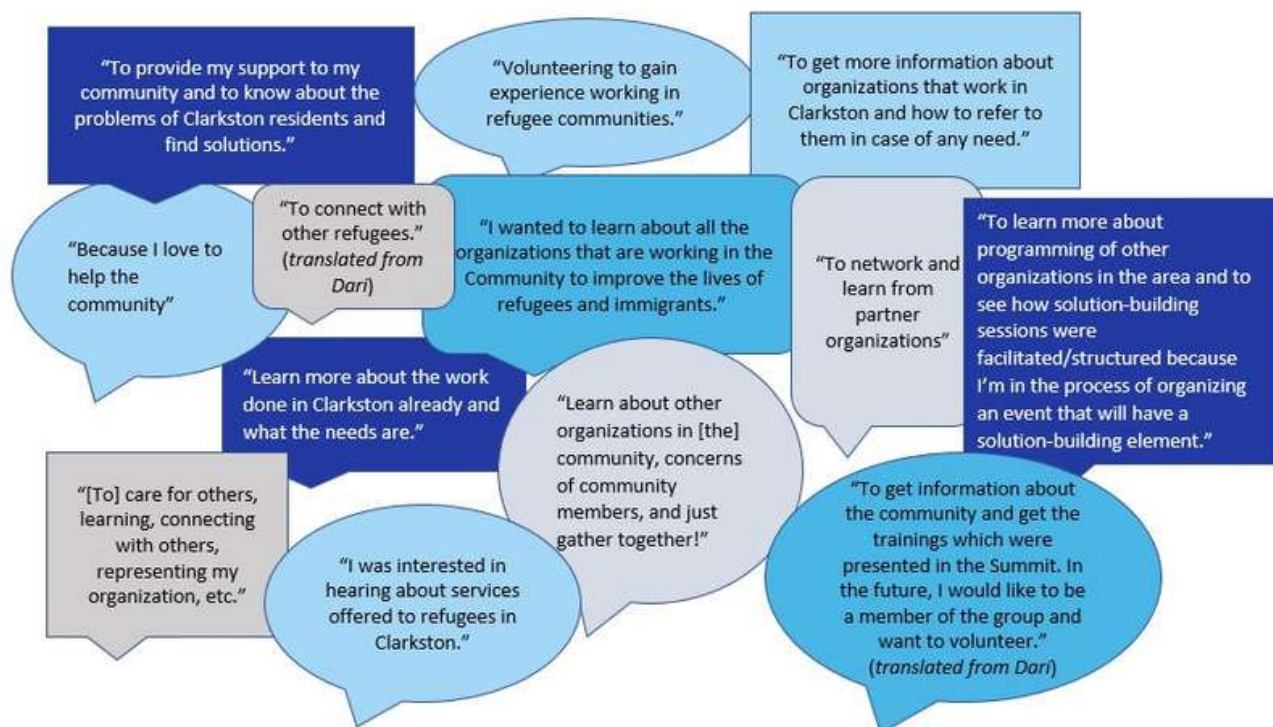 “To provide my support to my
community and to know about the
problems of Clarkston residents and
find solutions.”
“Volunteering to gain
experience working in
refugee communities.”
“To get more information about
organizations that work in
Clarkston and how to refer to
them in case of any need.”
“Because I love to
help the
community”
“To connect with
other refugees.”
(translated from
Dari)
“I wanted to learn about all the
organizations that are working in the
Community to improve the lives of
refugees and immigrants.”
“To network and
learn from
partner
organizations”
“To learn more about
programming of other
organizations in the area and to
see how solution-building
sessions were
facilitated/structured because
I’m in the process of organizing
an event that will have a
solution-building element.”
“Learn more about the work
done in Clarkston already and
what the needs are.”
“Learn about other
organizations in [the]
community, concerns
of community
members, and just
gather together!”
“[To] care for others,
learning, connecting
with others,
representing my
organization, etc.”
“I was interested in
hearing about services
offered to refugees in
Clarkston.”
“To get information about
the community and get the
trainings which were
presented in the Summit. In
the future, I would like to be
a member of the group and
want to volunteer.”
(translated from Dari)